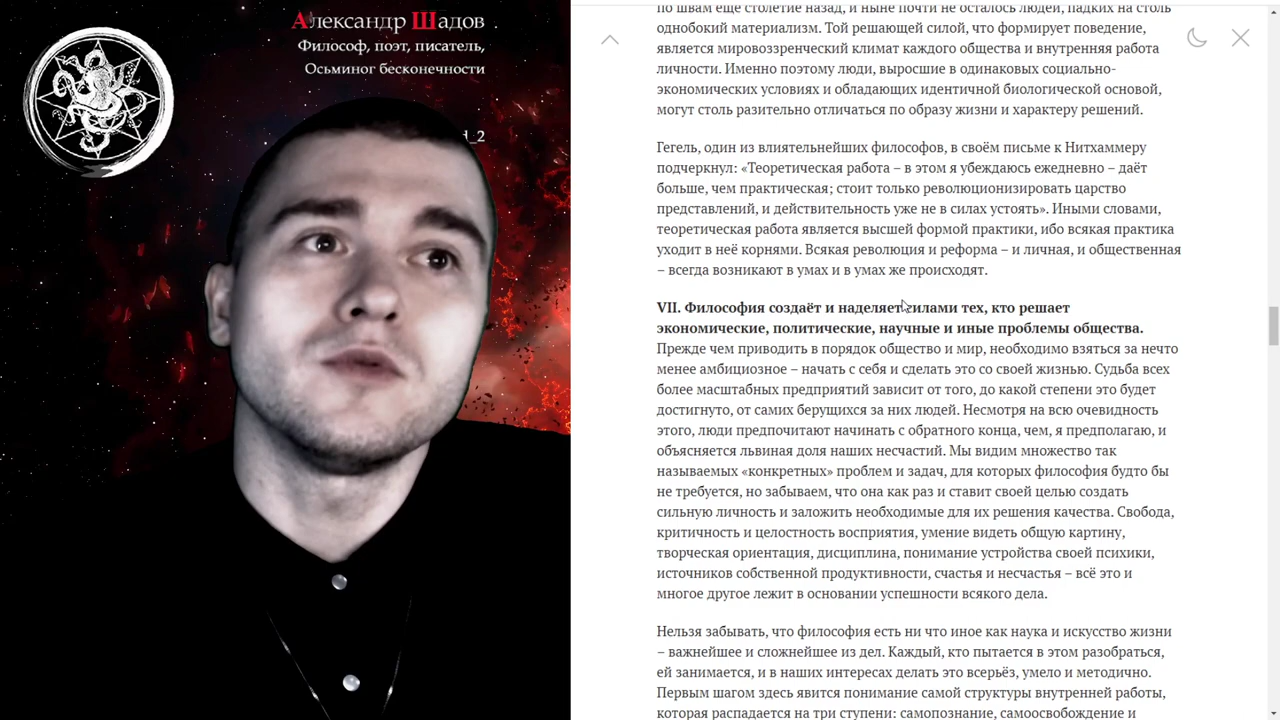 Александр Шадов .
Философ, поэт, писатель,
Осьминог бесконечности
d_2
по швам ещё столетие назад, и ныне почти не осталось людей, падких на столь
однобокий материализм. Той решающей силой, что формирует поведение,
является мировоззренческий климат каждого общества и внутренняя работа
личности. Именно поэтому люди, выросшие в одинаковых социально-
экономических условиях и обладающих идентичной биологической основой,
могут столь разительно отличаться по образу жизни и характеру решений.
Гегель, один из влиятельнейших философов, в своём письме к Нитхаммеру
подчеркнул: «Теоретическая работа – в этом я убеждаюсь ежедневно – даёт
больше, чем практическая; стоит только революционизировать царство
представлений, и действительность уже не в силах устоять». Иными словами,
теоретическая работа является высшей формой практики, ибо всякая практика
уходит в неё корнями. Всякая революция и реформа – и личная, и общественная
– всегда возникают в умах и в умах же происходят.
VII. Философия создаёт и наделяет силами тех, кто решает
экономические, политические, научные и иные проблемы общества.
Прежде чем приводить в порядок общество и мир, необходимо взяться за нечто
менее амбициозное – начать с себя и сделать это со своей жизнью. Судьба всех
более масштабных предприятий зависит от того, до какой степени это будет
достигнуто, от самих берущихся за них людей. Несмотря на всю очевидность
этого, люди предпочитают начинать с обратного конца, чем, я предполагаю, и
объясняется львиная доля наших несчастий. Мы видим множество так
называемых «конкретных» проблем и задач, для которых философия будто бы
не требуется, но забываем, что она как раз и ставит своей целью создать
сильную личность и заложить необходимые для их решения качества. Свобода,
критичность и целостность восприятия, умение видеть общую картину,
творческая ориентация, дисциплина, понимание устройства своей психики,
источников собственной продуктивности, счастья и несчастья – всё это и
многое другое лежит в основании успешности всякого дела.
Нельзя забывать, что философия есть ни что иное как наука и искусство жизни
– важнейшее и сложнейшее из дел. Каждый, кто пытается в этом разобраться,
ей занимается, и в наших интересах делать это всерьёз, умело и методично.
Первым шагом здесь явится понимание самой структуры внутренней работы,
которая распадается на три ступени: самопознание, самоосвобождение и